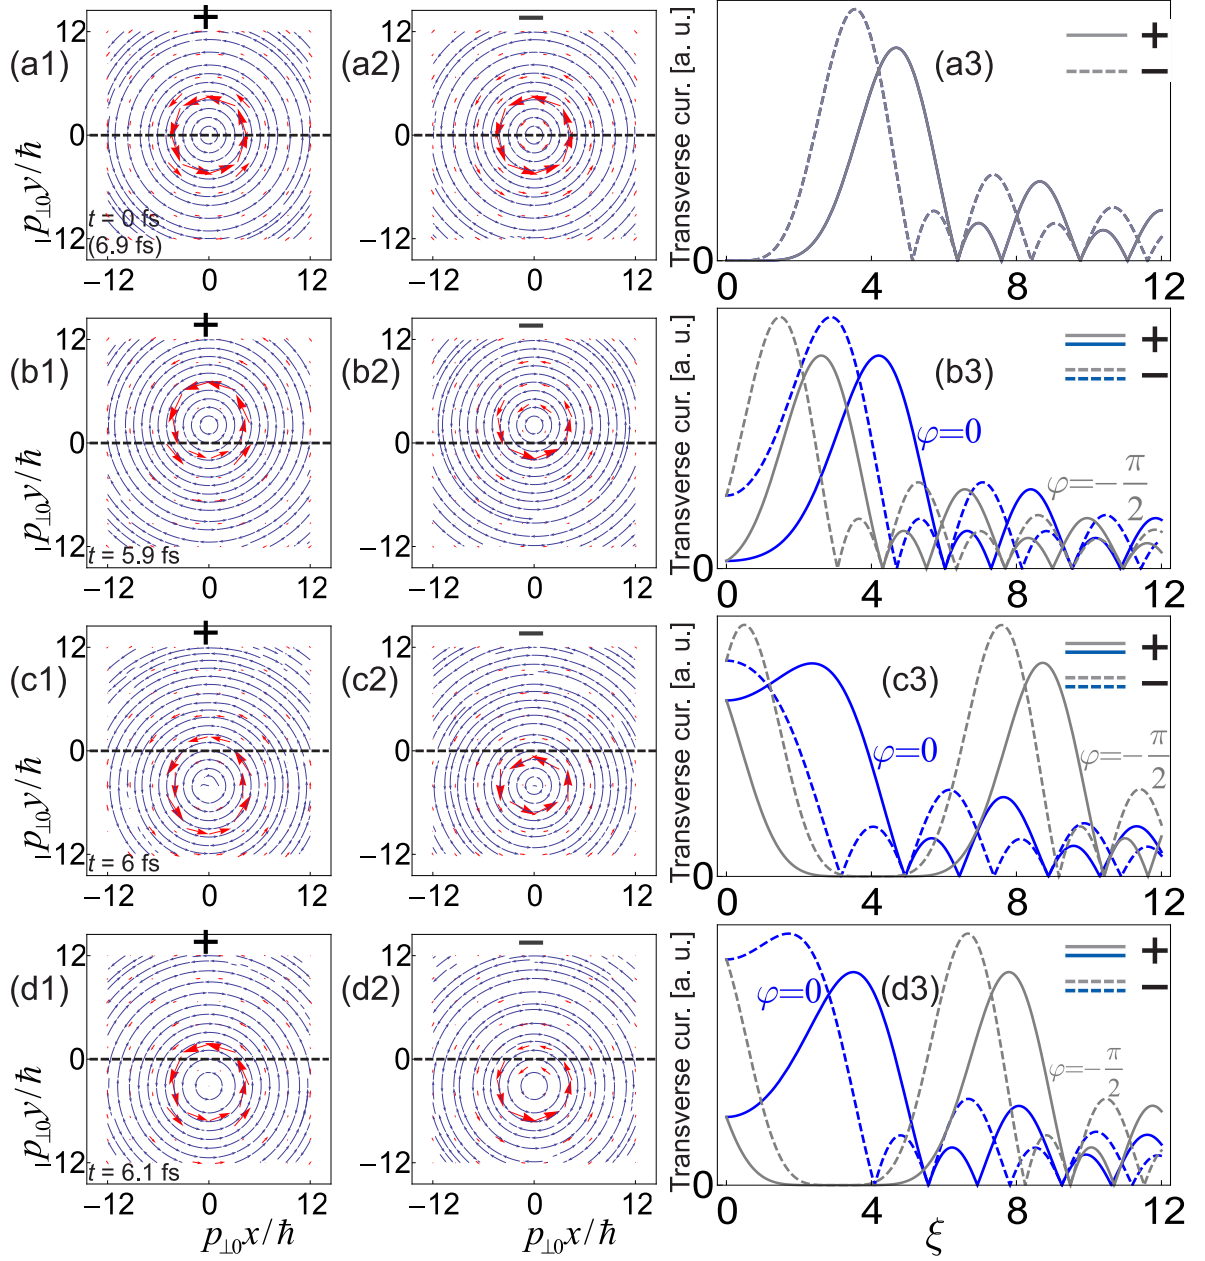 (a1) + 12 0 −12 p⊥0y/ħ t = 0 fs
(6.9 fs)
−12 0 12
(a2) − 12 0 −12
−12 0 12
Transverse cur. [a. u.] (a3) +
−
0
0 4 8 12
(b1) + 12 0 −12 p⊥0y/ħ t = 5.9 fs
−12 0 12
(b2) − 12 0 −12
−12 0 12
Transverse cur. [a. u.] (b3) +
−
φ=0
φ=−π/2
0
0 4 8 12
(c1) + 12 0 −12 p⊥0y/ħ t = 6 fs
−12 0 12
(c2) − 12 0 −12
−12 0 12
Transverse cur. [a. u.] (c3) +
−
φ=0
φ=−π/2
0
0 4 8 12
(d1) + 12 0 −12 p⊥0y/ħ t = 6.1 fs
−12 0 12
p⊥0x/ħ
(d2) − 12 0 −12
−12 0 12
p⊥0x/ħ
Transverse cur. [a. u.] (d3) +
−
φ=0
φ=−π/2
0
0 4 8 12
ξ